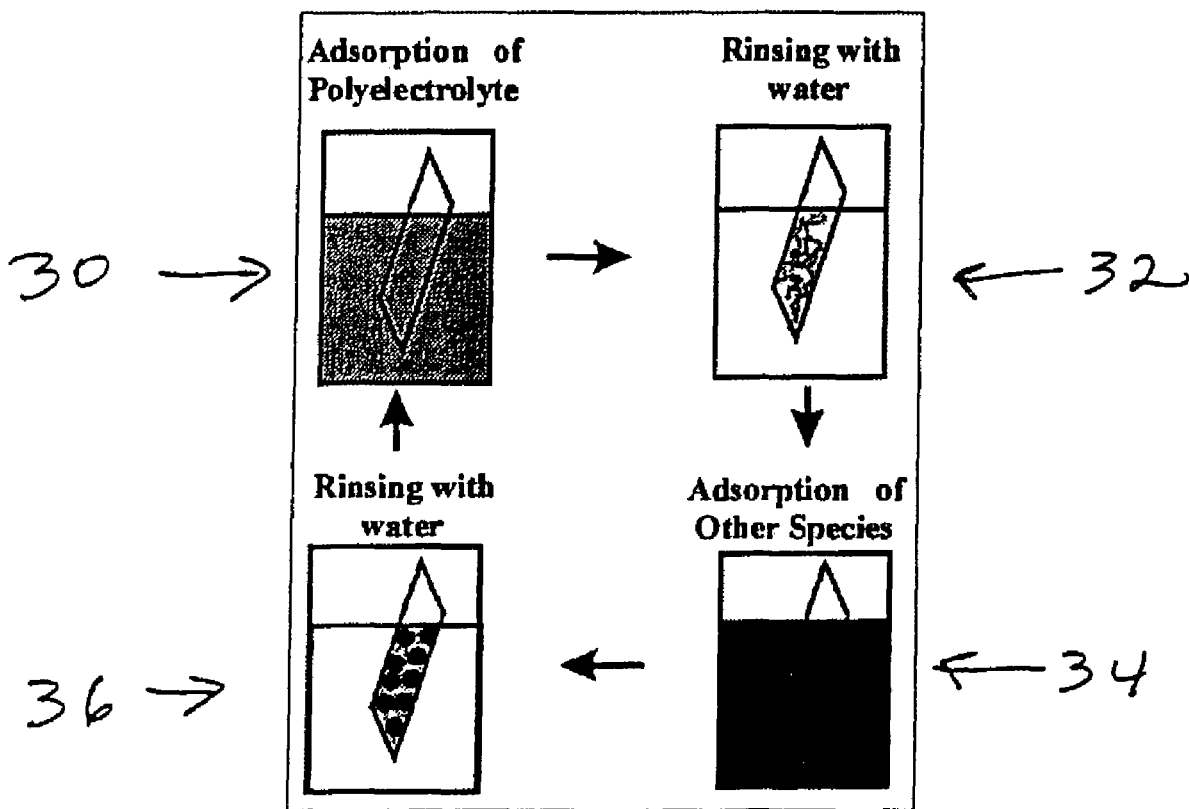 Adsorption of
Polyelectrolyte
Rinsing with
water
30
32
Rinsing with
water
Adsorption of
Other Species
36
34